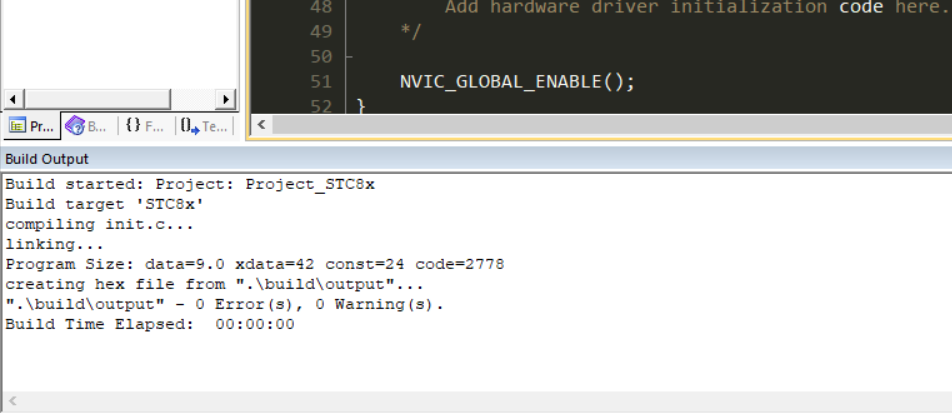 48 Add hardware driver initialization code here.
49 */
50
51 NVIC_GLOBAL_ENABLE();
52 }
Pr... B... {} F... 0 Te...
Build Output
Build started: Project: Project_STC8x
Build target 'STC8x'
compiling init.c...
linking...
Program Size: data=9.0 xdata=42 const=24 code=2778
creating hex file from ".\build\output"...
".\build\output" - 0 Error(s), 0 Warning(s).
Build Time Elapsed:  00:00:00